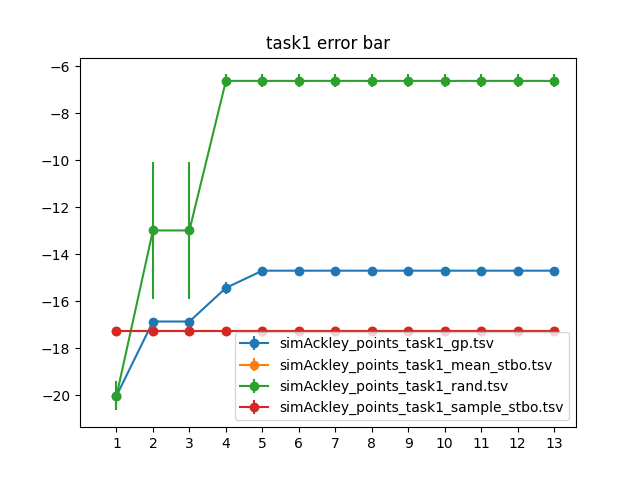 task1 error bar
−6
−8
−10
−12
−14
−16
−18
−20
simAckley_points_task1_gp.tsv
simAckley_points_task1_mean_stbo.tsv
simAckley_points_task1_rand.tsv
simAckley_points_task1_sample_stbo.tsv
1 2 3 4 5 6 7 8 9 10 11 12 13